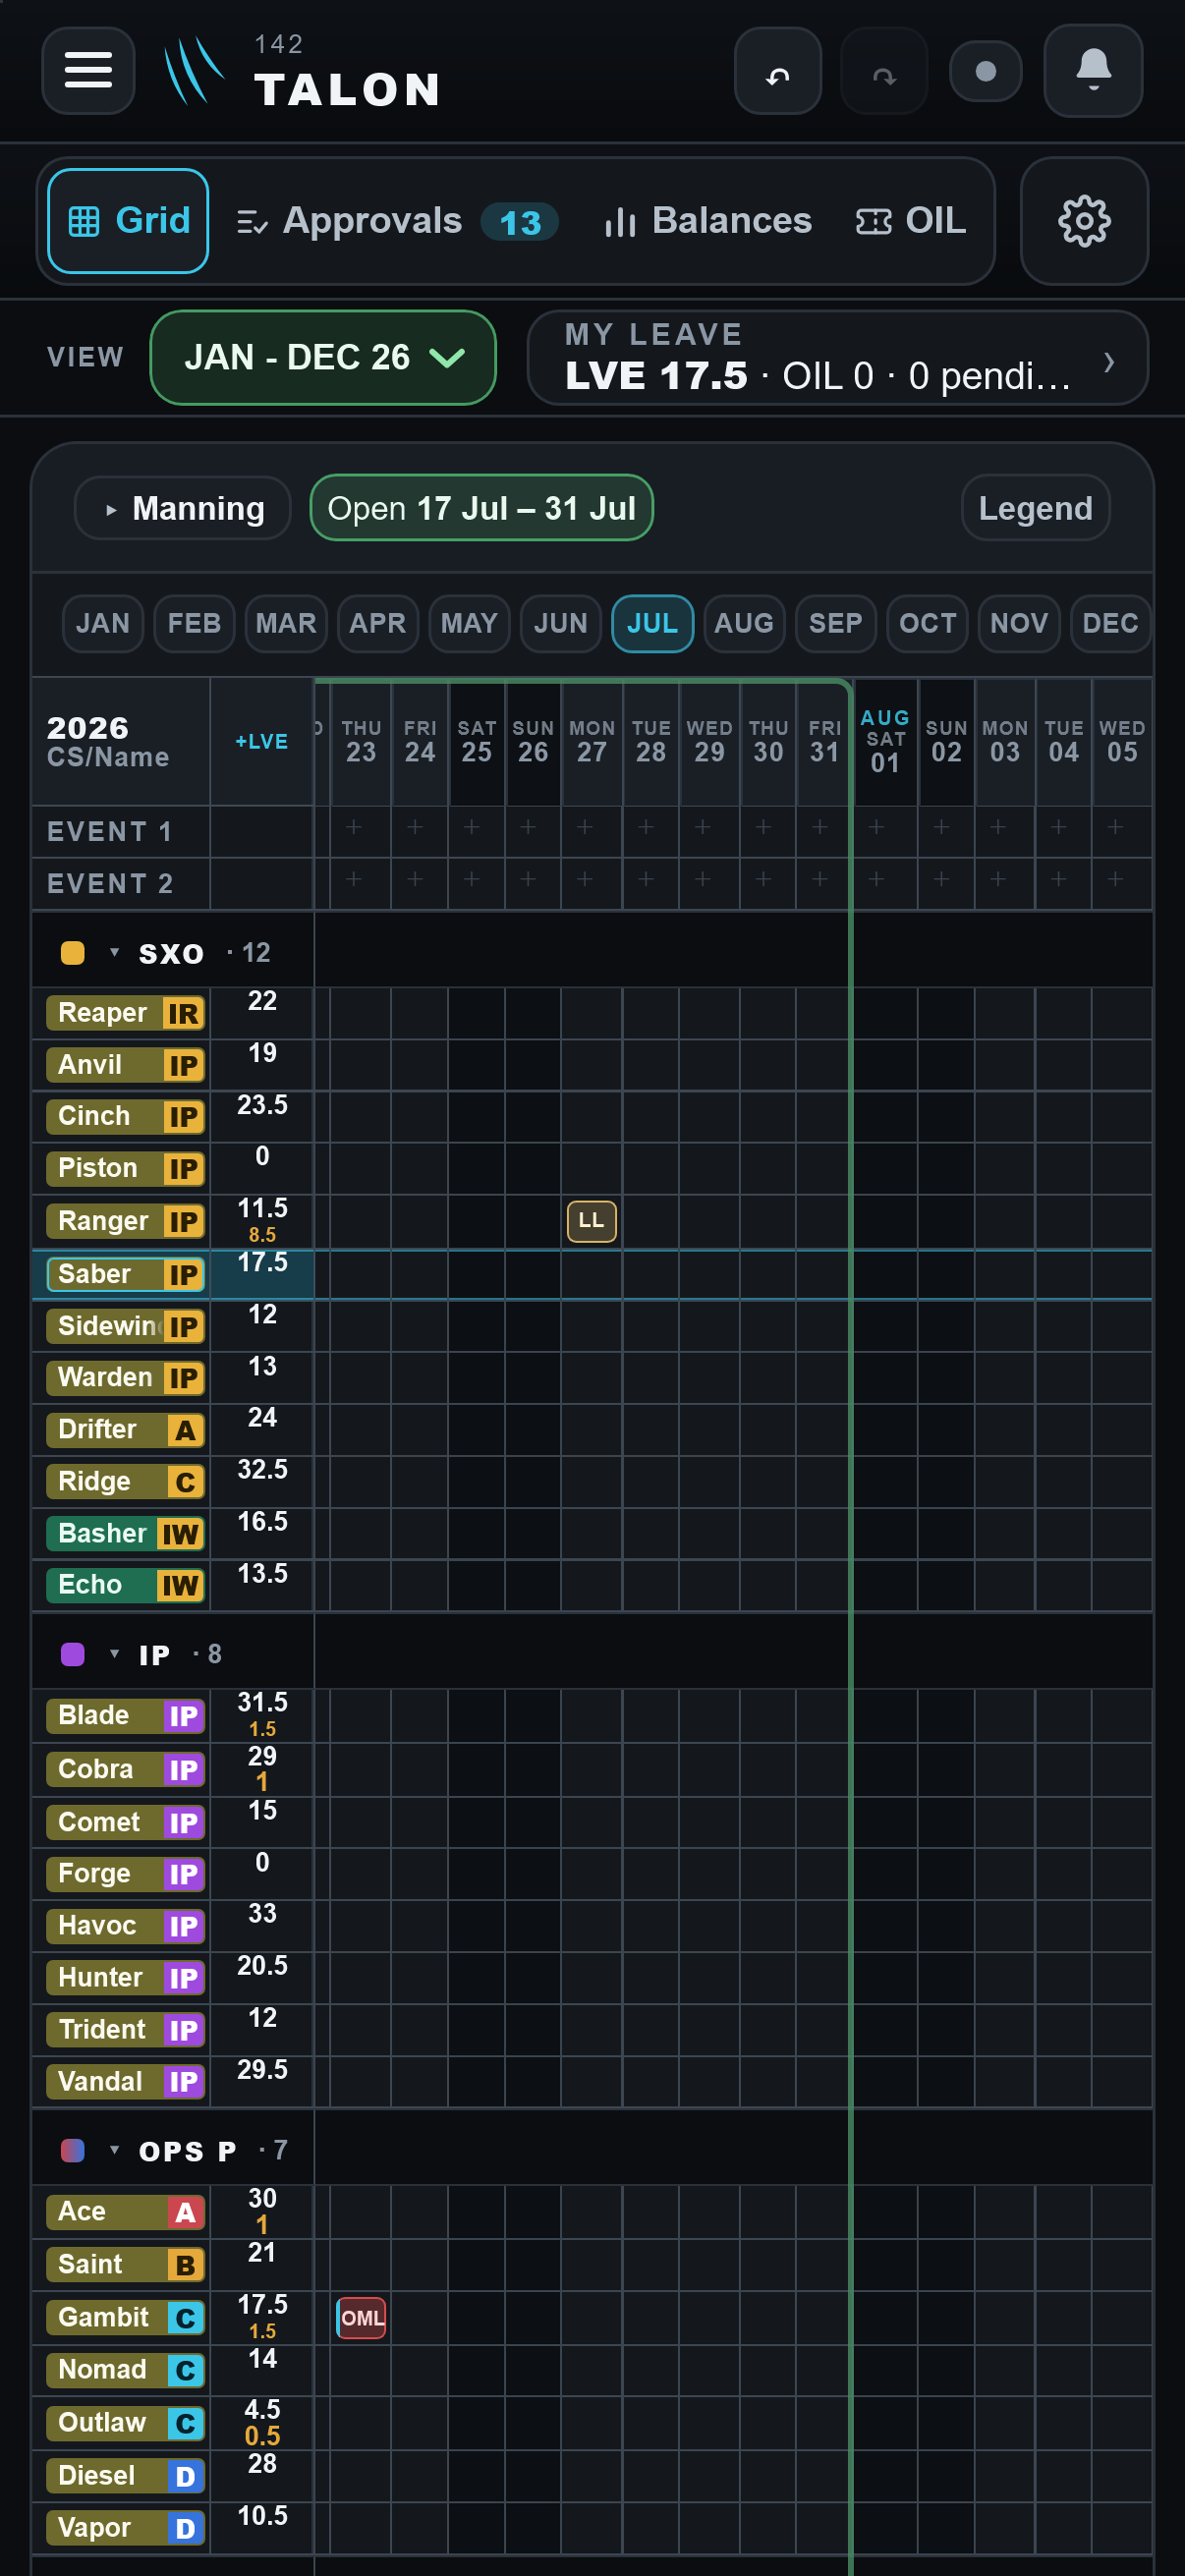 142
TALON
Grid Approvals 13 Balances OIL
VIEW JAN - DEC 26 MY LEAVE
LVE 17.5 · OIL 0 · 0 pendi… ›
▸ Manning Open 17 Jul – 31 Jul Legend
JAN FEB MAR APR MAY JUN JUL AUG SEP OCT NOV DEC
2026
CS/Name
+LVE
THU 23
FRI 24
SAT 25
SUN 26
MON 27
TUE 28
WED 29
THU 30
FRI 31
AUG SAT 01
SUN 02
MON 03
TUE 04
WED 05
EVENT 1 + + + + + + + + + + + + + +
EVENT 2 + + + + + + + + + + + + + +
▾ SXO · 12
Reaper IR 22
Anvil IP 19
Cinch IP 23.5
Piston IP 0
Ranger IP 11.5 8.5 LL
Saber IP 17.5
Sidewin IP 12
Warden IP 13
Drifter A 24
Ridge C 32.5
Basher IW 16.5
Echo IW 13.5
▾ IP · 8
Blade IP 31.5 1.5
Cobra IP 29 1
Comet IP 15
Forge IP 0
Havoc IP 33
Hunter IP 20.5
Trident IP 12
Vandal IP 29.5
▾ OPS P · 7
Ace A 30 1
Saint B 21
Gambit C 17.5 1.5 OML
Nomad C 14
Outlaw C 4.5 0.5
Diesel D 28
Vapor D 10.5